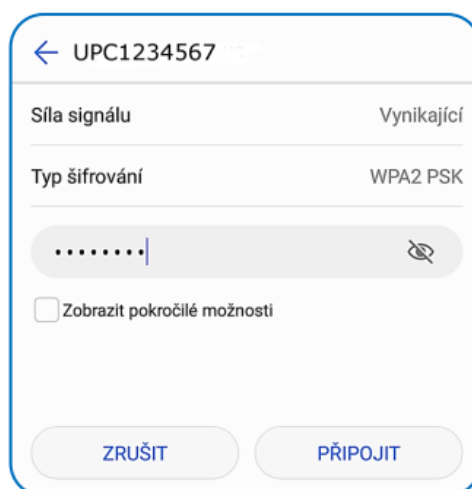 UPC1234567
Síla signálu Vynikající
Typ šifrování WPA2 PSK
••••••••
Zobrazit pokročilé možnosti
ZRUŠIT PŘIPOJIT